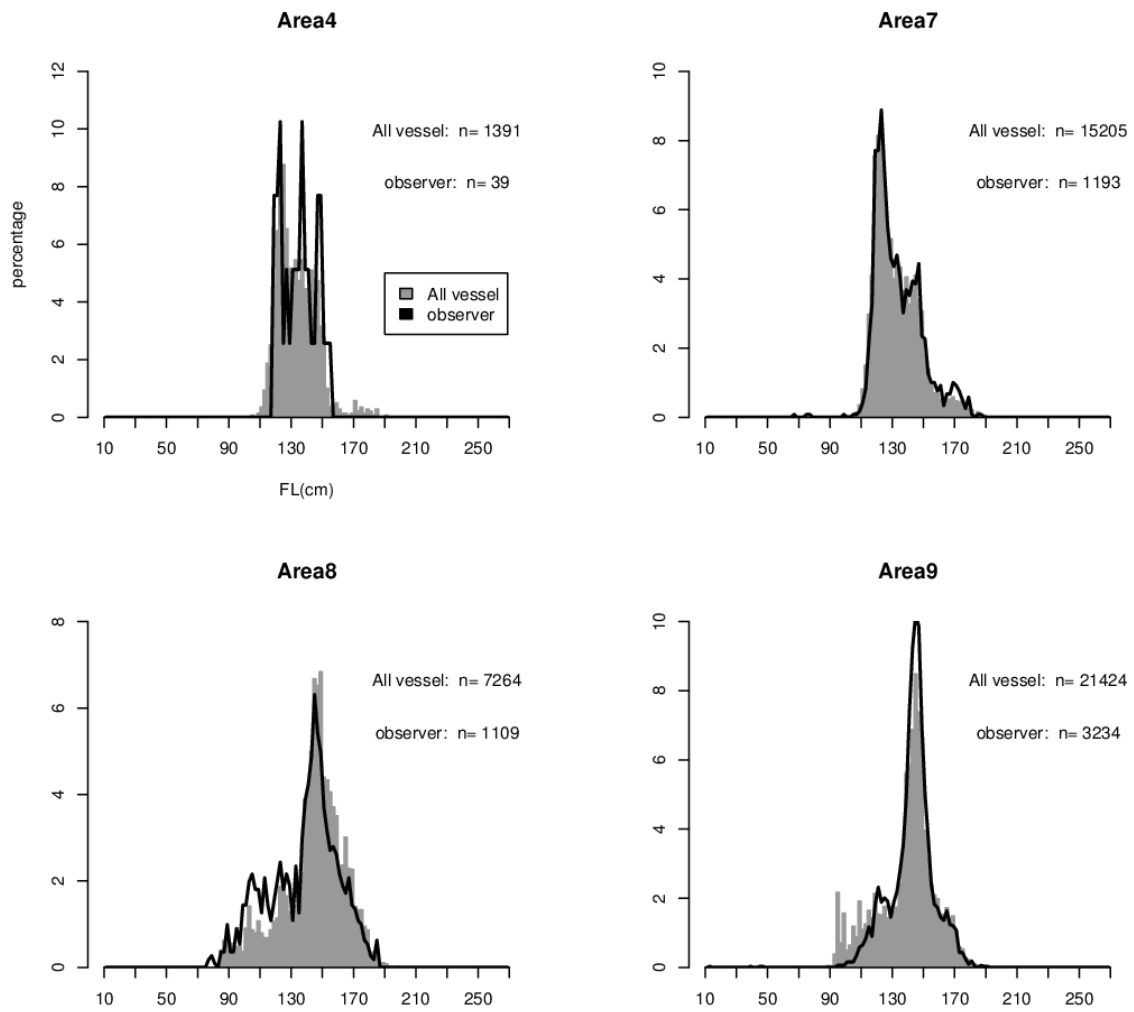 Area4
12
10
8
6
4
2
0
percentage
All vessel: n= 1391
observer: n= 39
All vessel
observer
10 50 90 130 170 210 250
FL(cm)
Area7
10
8
6
4
2
0
All vessel: n= 15205
observer: n= 1193
10 50 90 130 170 210 250
Area8
8
6
4
2
0
All vessel: n= 7264
observer: n= 1109
10 50 90 130 170 210 250
Area9
10
8
6
4
2
0
All vessel: n= 21424
observer: n= 3234
10 50 90 130 170 210 250